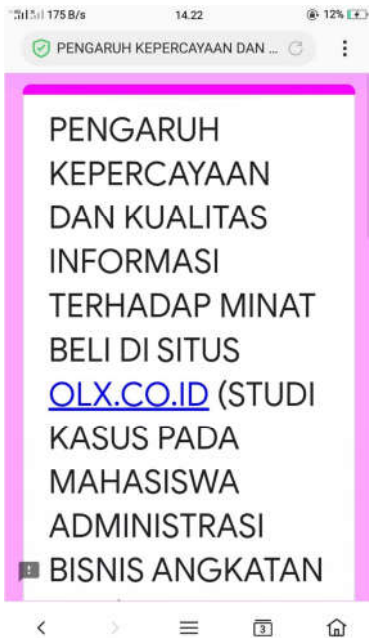 175 B/s 14.22 12%
PENGARUH KEPERCAYAAN DAN ...
PENGARUH
KEPERCAYAAN
DAN KUALITAS
INFORMASI
TERHADAP MINAT
BELI DI SITUS
OLX.CO.ID (STUDI
KASUS PADA
MAHASISWA
ADMINISTRASI
BISNIS ANGKATAN
3